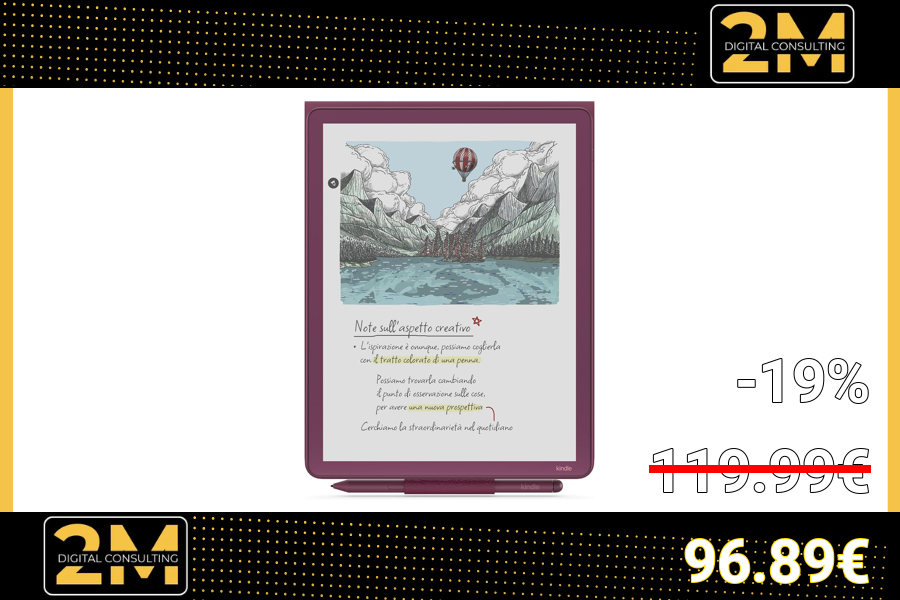 2M
DIGITAL CONSULTING
Note sull'aspetto creativo
• L'ispirazione è ovunque, possiamo coglierla
con il tratto colorato di una penna.
Possiamo trovarla cambiando
il punto di osservazione sulle cose,
per avere una nuova prospettiva
Cerchiamo la straordinarietà nel quotidiano
kindle
kindle
-19%
119.99€
2M
DIGITAL CONSULTING
96.89€